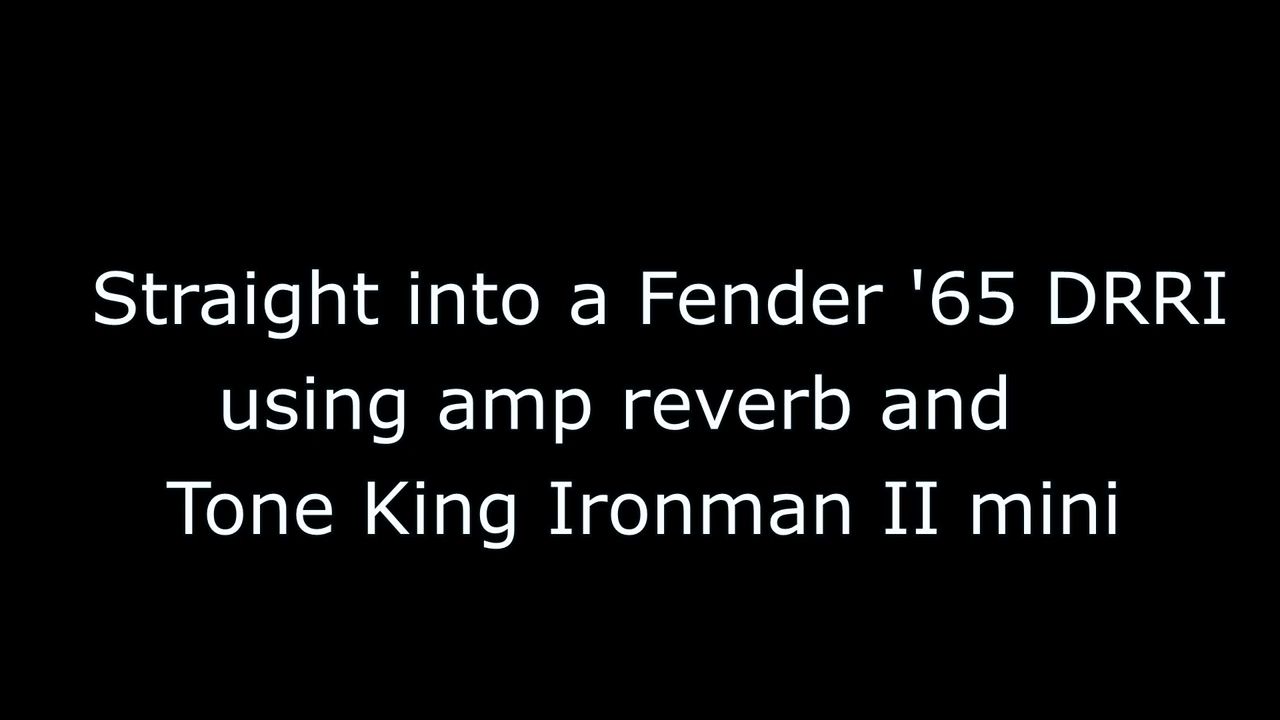 Straight into a Fender '65 DRRI
using amp reverb and
Tone King Ironman II mini